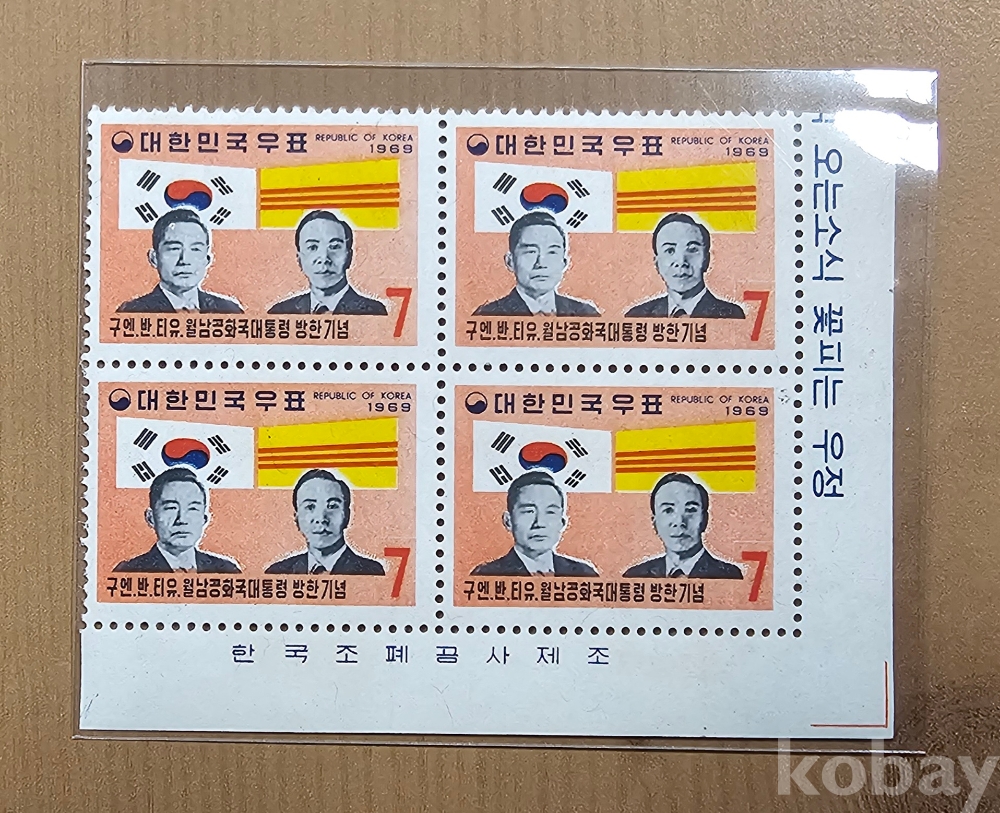 대한민국우표 REPUBLIC OF KOREA
1969
7
구엔.반.티유.월남공화국대통령 방한기념
대한민국우표 REPUBLIC OF KOREA
1969
7
구엔.반.티유.월남공화국대통령 방한기념
대한민국우표 REPUBLIC OF KOREA
1969
7
구엔.반.티유.월남공화국대통령 방한기념
대한민국우표 REPUBLIC OF KOREA
1969
7
구엔.반.티유.월남공화국대통령 방한기념
오는소식 꽃피는 우정
한국조폐공사제조
kobay